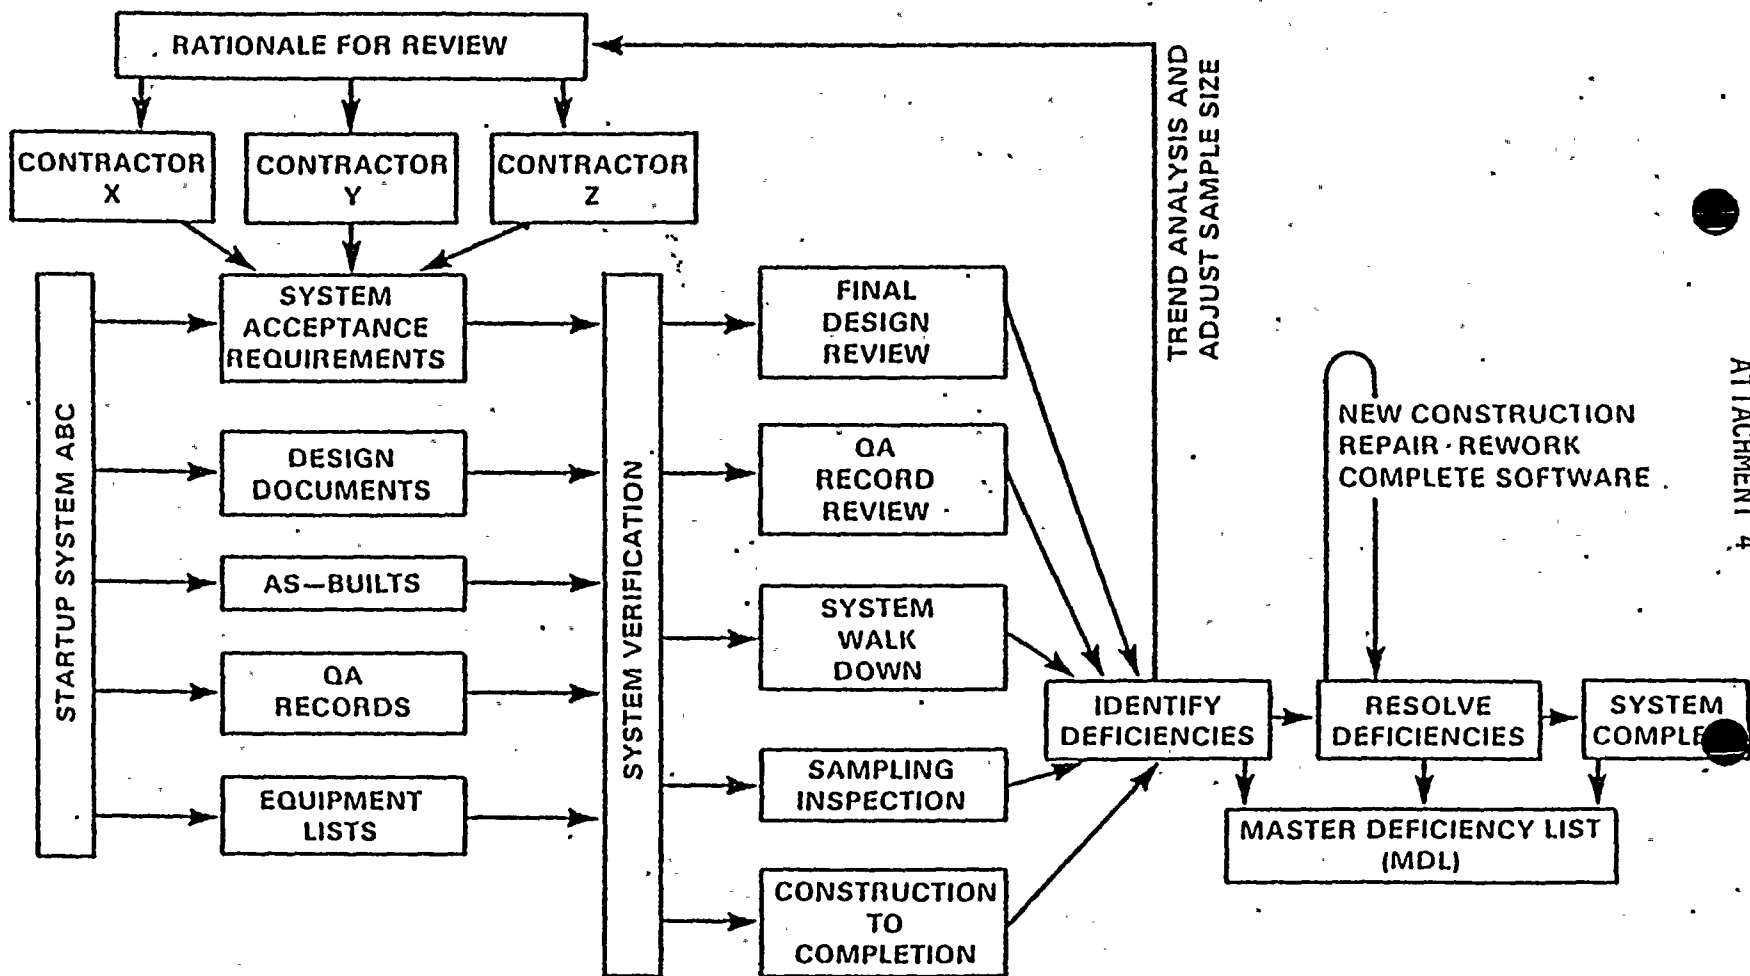 RATIONALE FOR REVIEW
CONTRACTOR
X
CONTRACTOR
Y
CONTRACTOR
Z
TREND ANALYSIS AND
ADJUST SAMPLE SIZE
STARTUP SYSTEM ABC
SYSTEM
ACCEPTANCE
REQUIREMENTS
DESIGN
DOCUMENTS
AS—BUILTS
QA
RECORDS
EQUIPMENT
LISTS
SYSTEM VERIFICATION
FINAL
DESIGN
REVIEW
QA
RECORD
REVIEW
SYSTEM
WALK
DOWN
SAMPLING
INSPECTION
CONSTRUCTION
TO
COMPLETION
IDENTIFY
DEFICIENCIES
NEW CONSTRUCTION
REPAIR · REWORK
COMPLETE SOFTWARE
RESOLVE
DEFICIENCIES
SYSTEM
MASTER DEFICIENCY LIST
(MDL)
ATTACHMENT 4